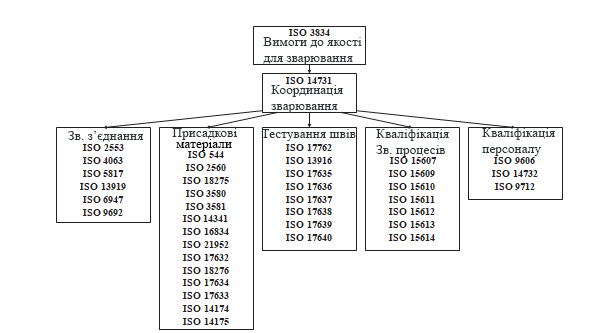 ISO 3834
Вимоги до якості
для зварювання
ISO 14731
Координація
зварювання
Зв. з’єднання
ISO 2553
ISO 4063
ISO 5817
ISO 13919
ISO 6947
ISO 9692
Присадкові
матеріали
ISO 544
ISO 2560
ISO 18275
ISO 3580
ISO 3581
ISO 14341
ISO 16834
ISO 21952
ISO 17632
ISO 18276
ISO 17634
ISO 17633
ISO 14174
ISO 14175
Тестування швів
ISO 17762
ISO 13916
ISO 17635
ISO 17636
ISO 17637
ISO 17638
ISO 17639
ISO 17640
Кваліфікація
Зв. процесів
ISO 15607
ISO 15609
ISO 15610
ISO 15611
ISO 15612
ISO 15613
ISO 15614
Кваліфікація
персоналу
ISO 9606
ISO 14732
ISO 9712